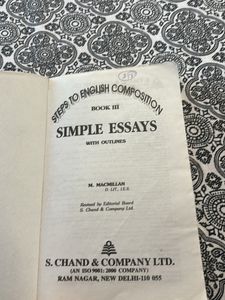 STEPS TO ENGLISH COMPOSITION
BOOK III
SIMPLE ESSAYS
WITH OUTLINES
M. MACMILLAN
D. LIT., I.E.S.
Revised by Editorial Board
S. Chand & Company Ltd.
S. CHAND & COMPANY LTD.
(AN ISO 9001: 2000 COMPANY)
RAM NAGAR, NEW DELHI-110 055